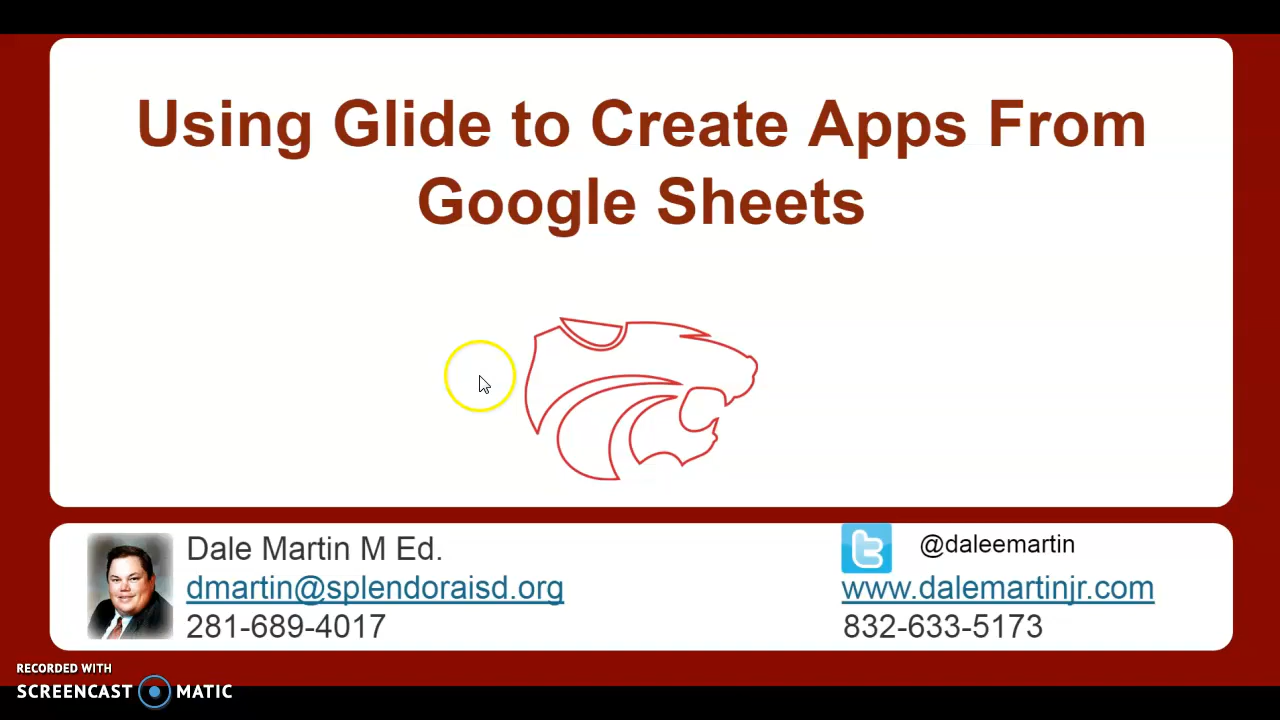 Using Glide to Create Apps From
Google Sheets
Dale Martin M Ed.
dmartin@splendoraisd.org
281-689-4017
@daleemartin
www.dalemartinjr.com
832-633-5173
RECORDED WITH
SCREENCAST MATIC